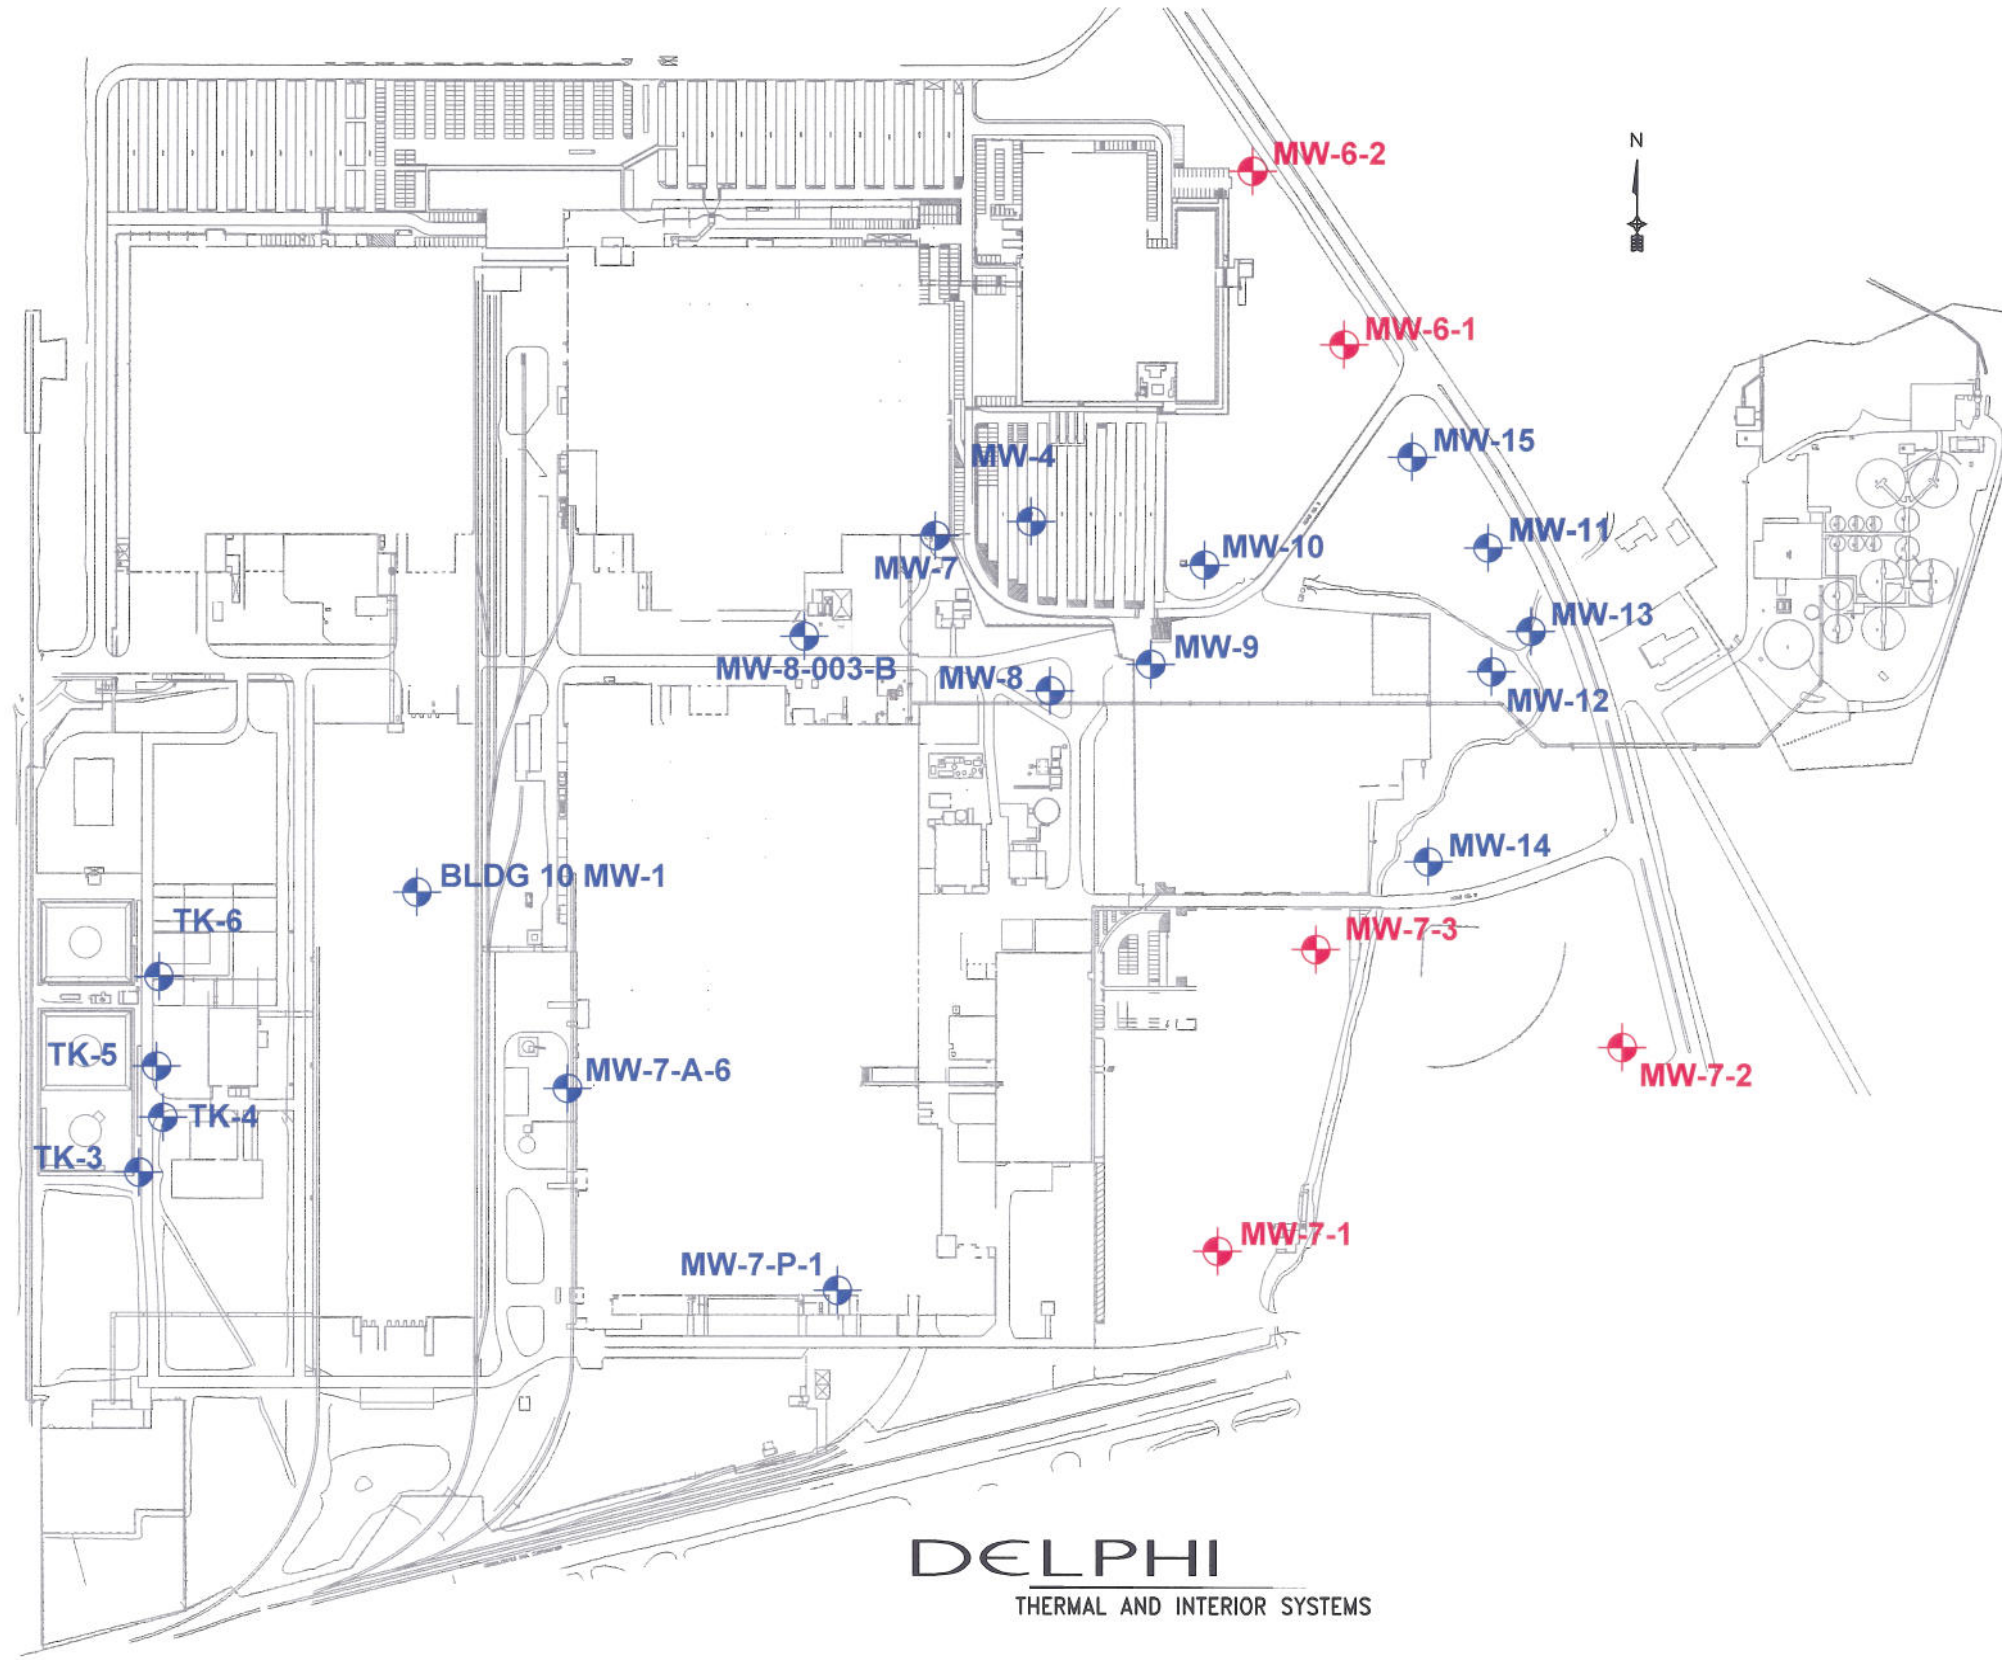 MW-6-2
N
MW-6-1
MW-15
MW-4
MW-11
MW-10
MW-7
MW-13
MW-9
MW-8-003-B
MW-8
MW-12
MW-14
BLDG 10 MW-1
TK-6
MW-7-3
TK-5
MW-7-A-6
MW-7-2
TK-4
TK-3
MW-7-1
MW-7-P-1
DELPHI
THERMAL AND INTERIOR SYSTEMS